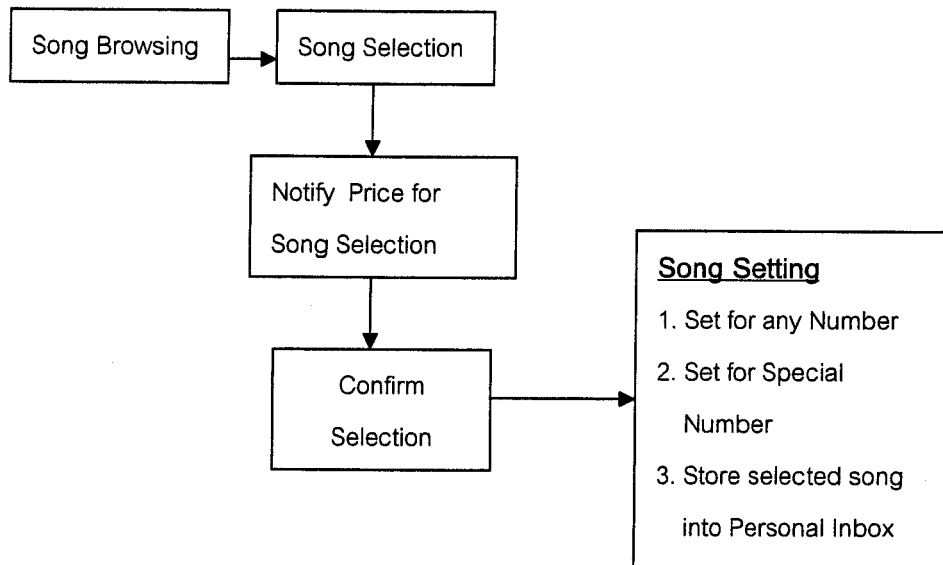 Song Browsing
Song Selection
Notify Price for
Song Selection
Confirm
Selection
Song Setting
1. Set for any Number
2. Set for Special
Number
3. Store selected song
into Personal Inbox